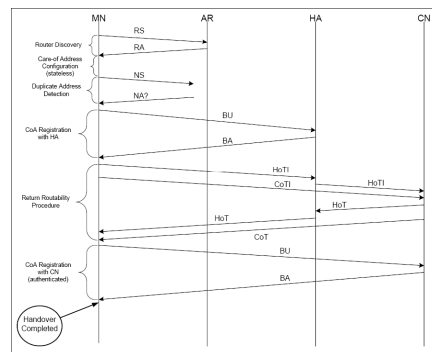 MN AR HA CN
RS
Router Discovery
RA
Care-of Address
Configuration
(stateless)
NS
Duplicate Address
Detection
NA?
BU
CoA Registration
with HA
BA
HoTI
HoTI
CoTI
Return Routability
Procedure
HoT
HoT
CoT
BU
CoA Registration
with CN
(authenticated)
BA
Handover
Completed